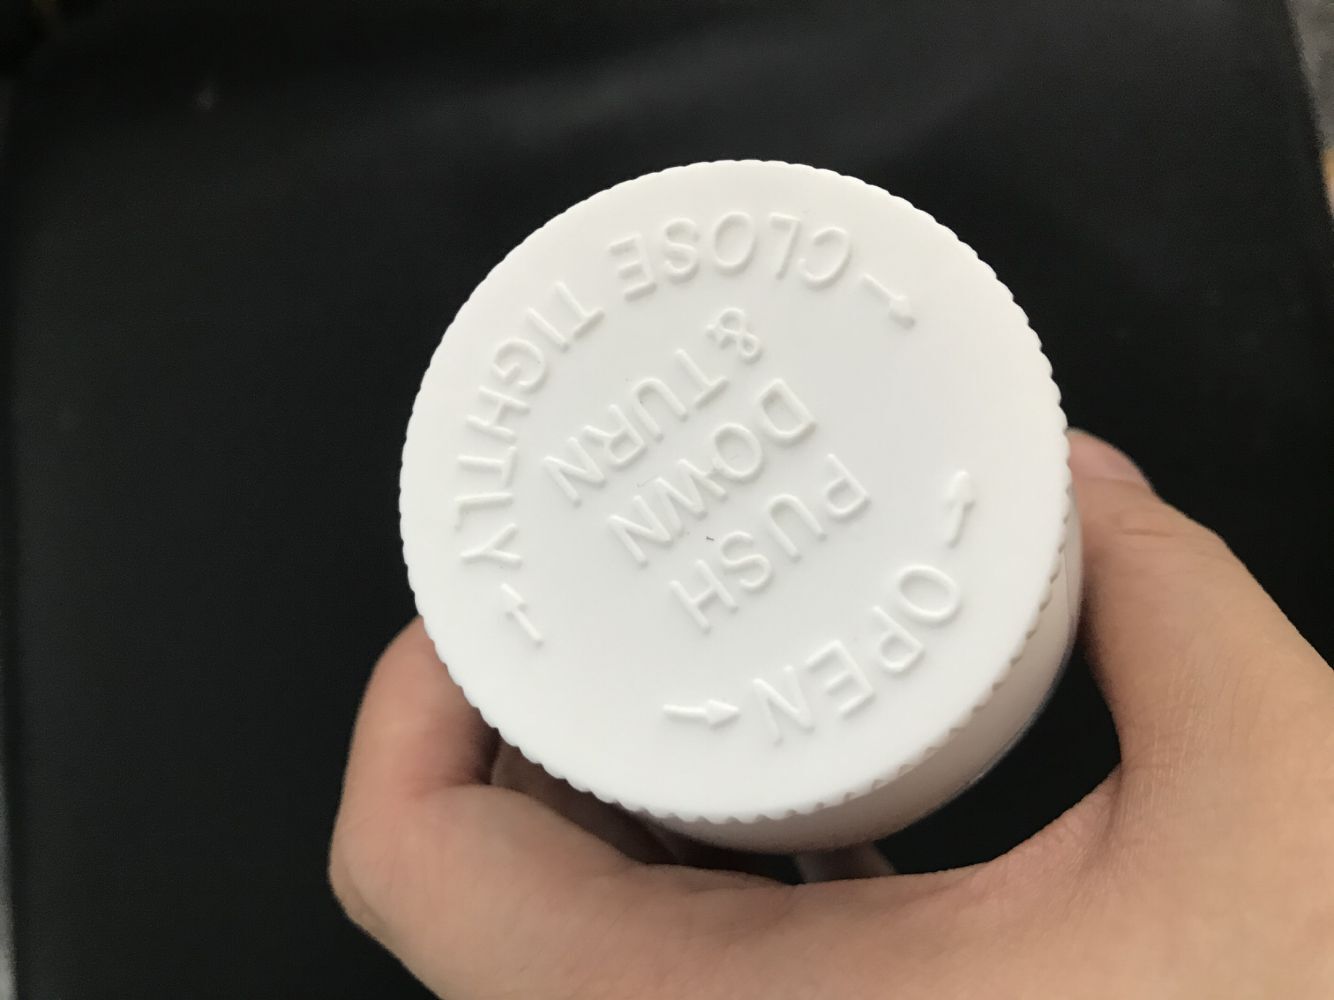 OPEN
PUSH
DOWN
& TURN
CLOSE TIGHTLY